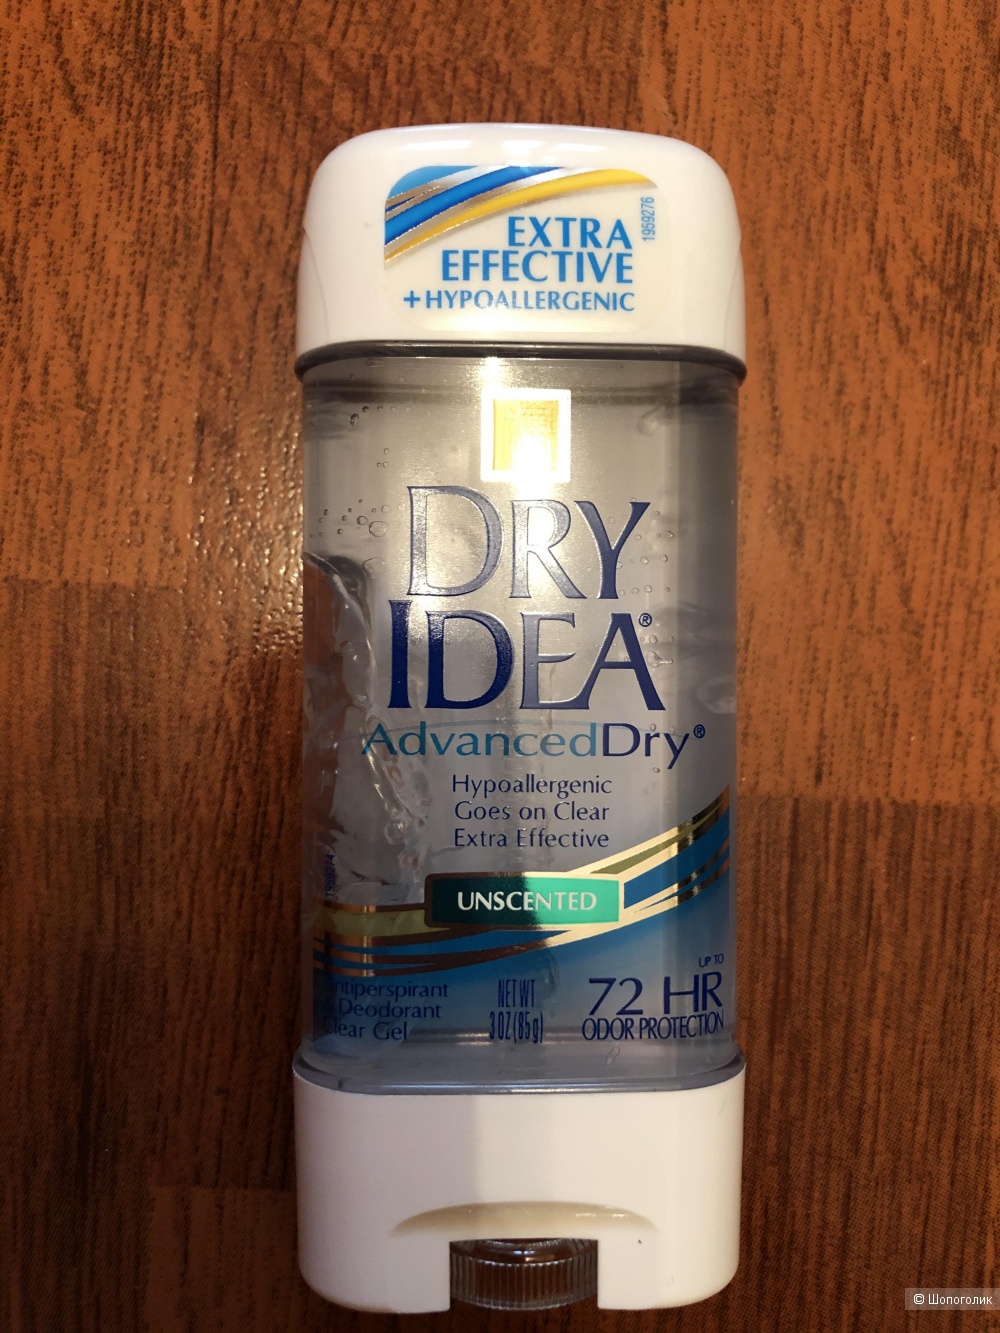 EXTRA
EFFECTIVE
+HYPOALLERGENIC
1959276
DRY
IDEA®
AdvancedDry®
Hypoallergenic
Goes on Clear
Extra Effective
UNSCENTED
Antiperspirant
& Deodorant
Clear Gel
NET WT
3 OZ (85g)
UP TO
72 HR
ODOR PROTECTION
© Шопоголик